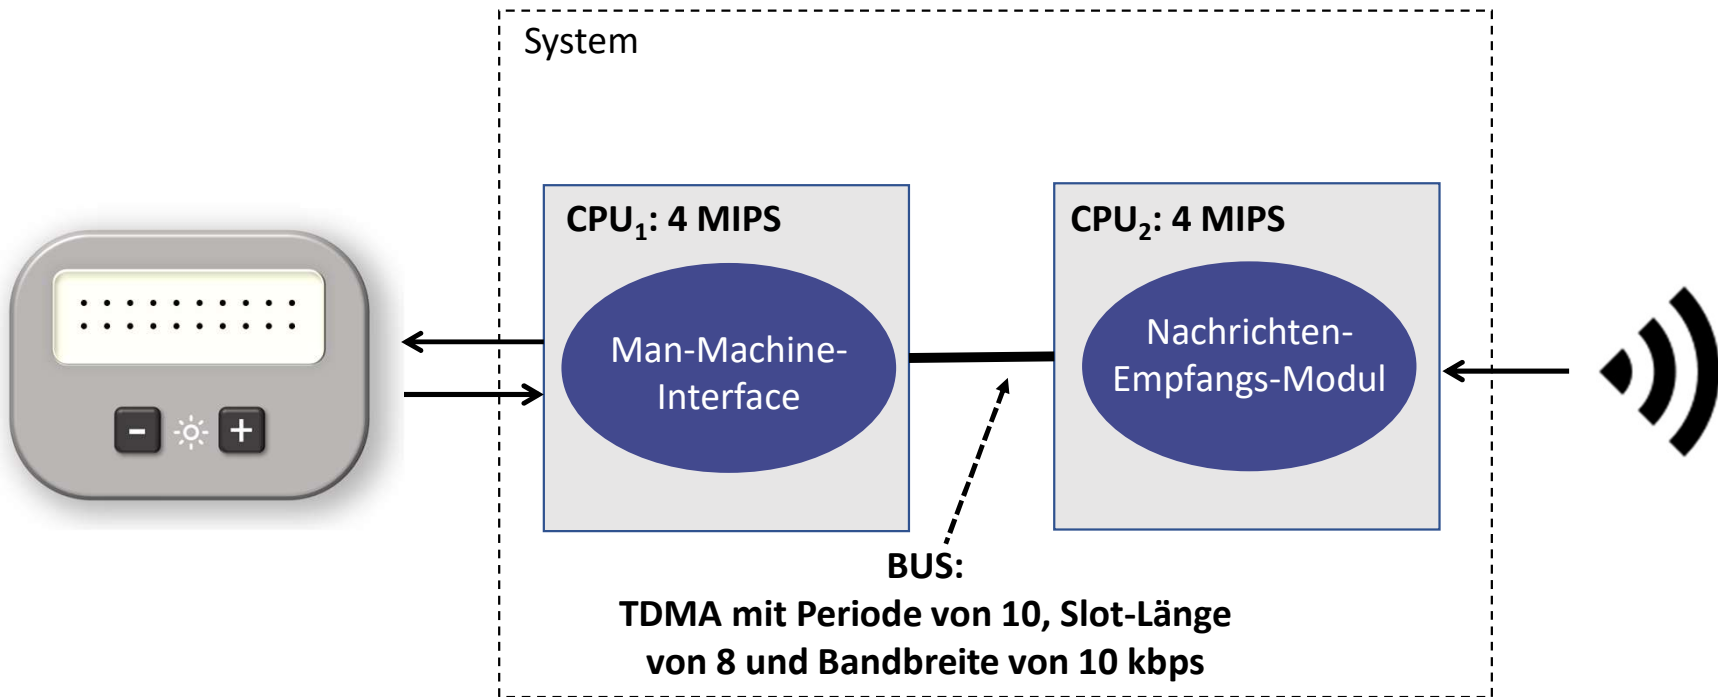 System
CPU₁: 4 MIPS
CPU₂: 4 MIPS
Man-Machine-
Interface
Nachrichten-
Empfangs-Modul
- +
BUS:
TDMA mit Periode von 10, Slot-Länge
von 8 und Bandbreite von 10 kbps